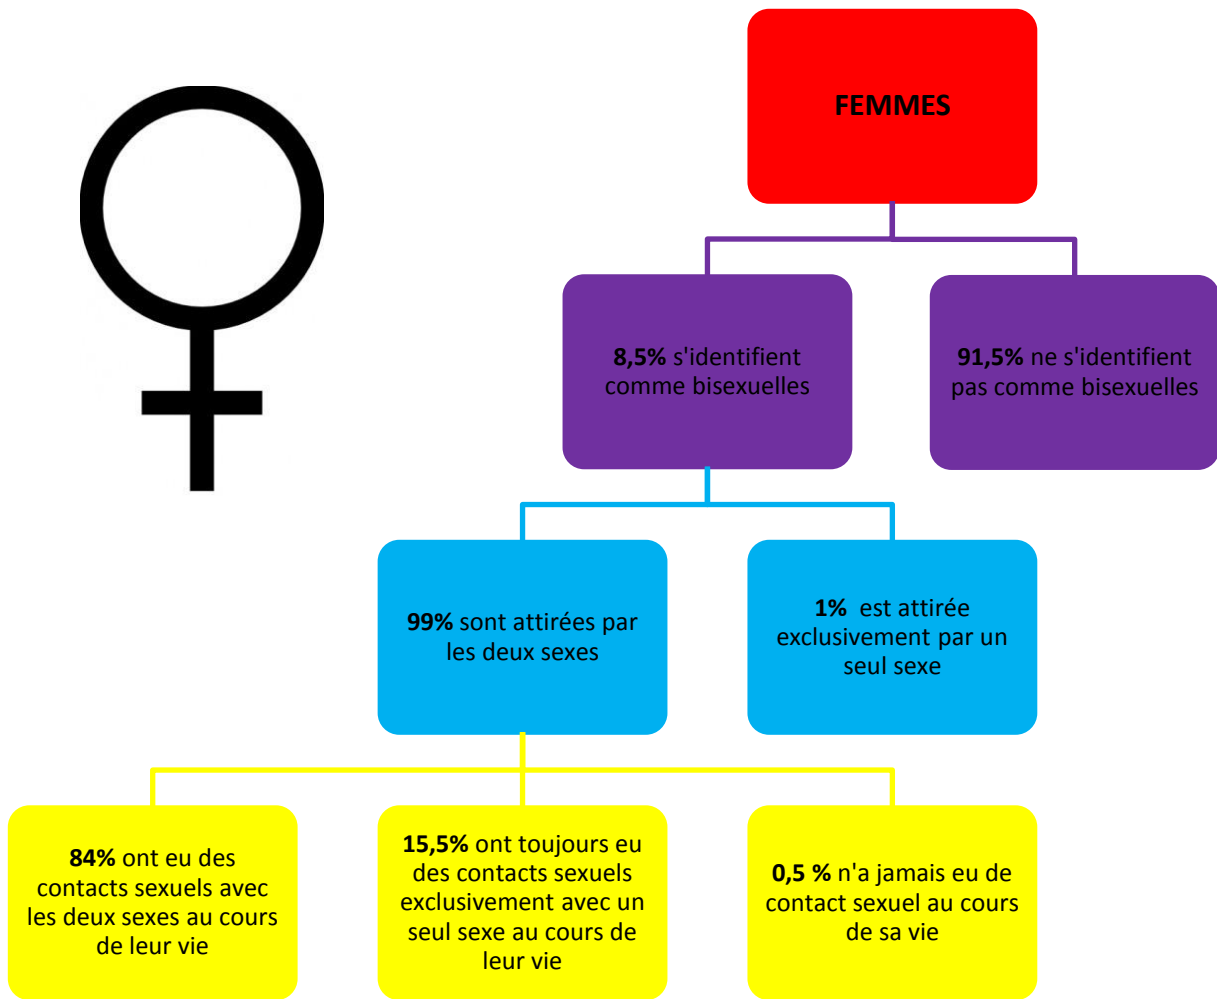 FEMMES
8,5% s'identifient
comme bisexuelles
91,5% ne s'identifient
pas comme bisexuelles
99% sont attirées par
les deux sexes
1%  est attirée
exclusivement par un
seul sexe
84% ont eu des
contacts sexuels avec
les deux sexes au cours
de leur vie
15,5% ont toujours eu
des contacts sexuels
exclusivement avec un
seul sexe au cours de
leur vie
0,5 % n'a jamais eu de
contact sexuel au cours
de sa vie